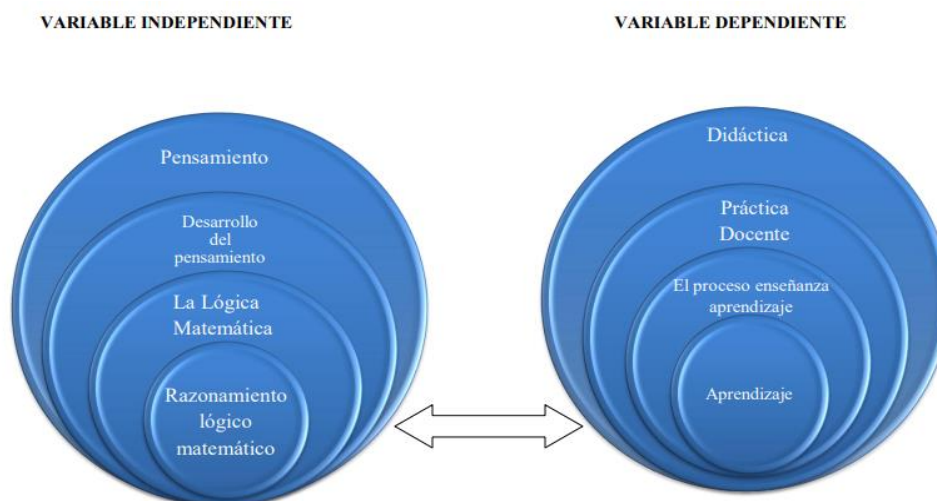 VARIABLE INDEPENDIENTE
VARIABLE DEPENDIENTE
Pensamiento
Desarrollo
del
pensamiento
La Lógica
Matemática
Razonamiento
lógico
matemático
Didáctica
Práctica
Docente
El proceso enseñanza
aprendizaje
Aprendizaje